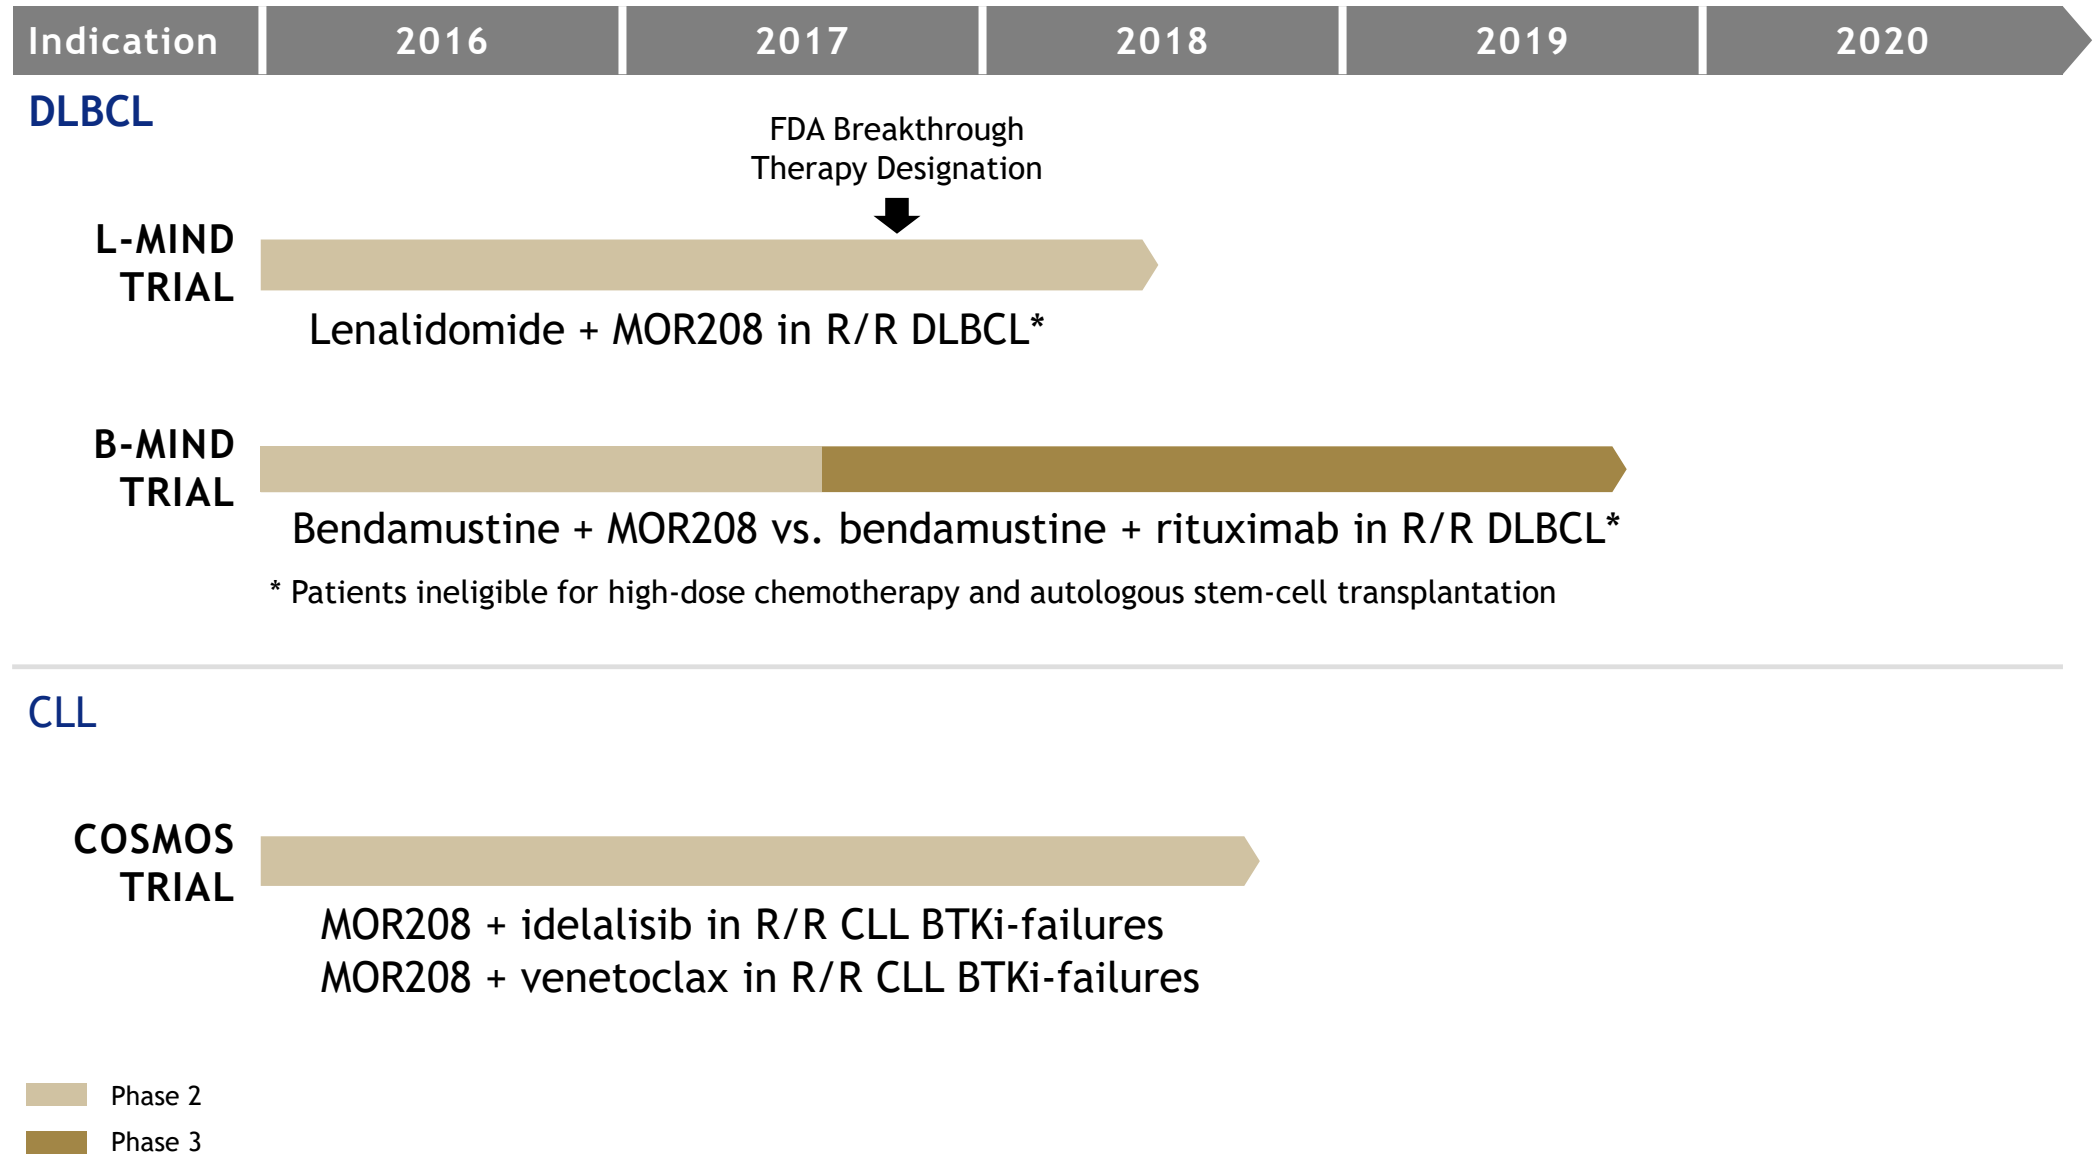 Indication 2016 2017 2018 2019 2020
DLBCL
FDA Breakthrough
Therapy Designation
L-MIND
TRIAL
Lenalidomide + MOR208 in R/R DLBCL*
B-MIND
TRIAL
Bendamustine + MOR208 vs. bendamustine + rituximab in R/R DLBCL*
* Patients ineligible for high-dose chemotherapy and autologous stem-cell transplantation
CLL
COSMOS
TRIAL
MOR208 + idelalisib in R/R CLL BTKi-failures
MOR208 + venetoclax in R/R CLL BTKi-failures
Phase 2
Phase 3